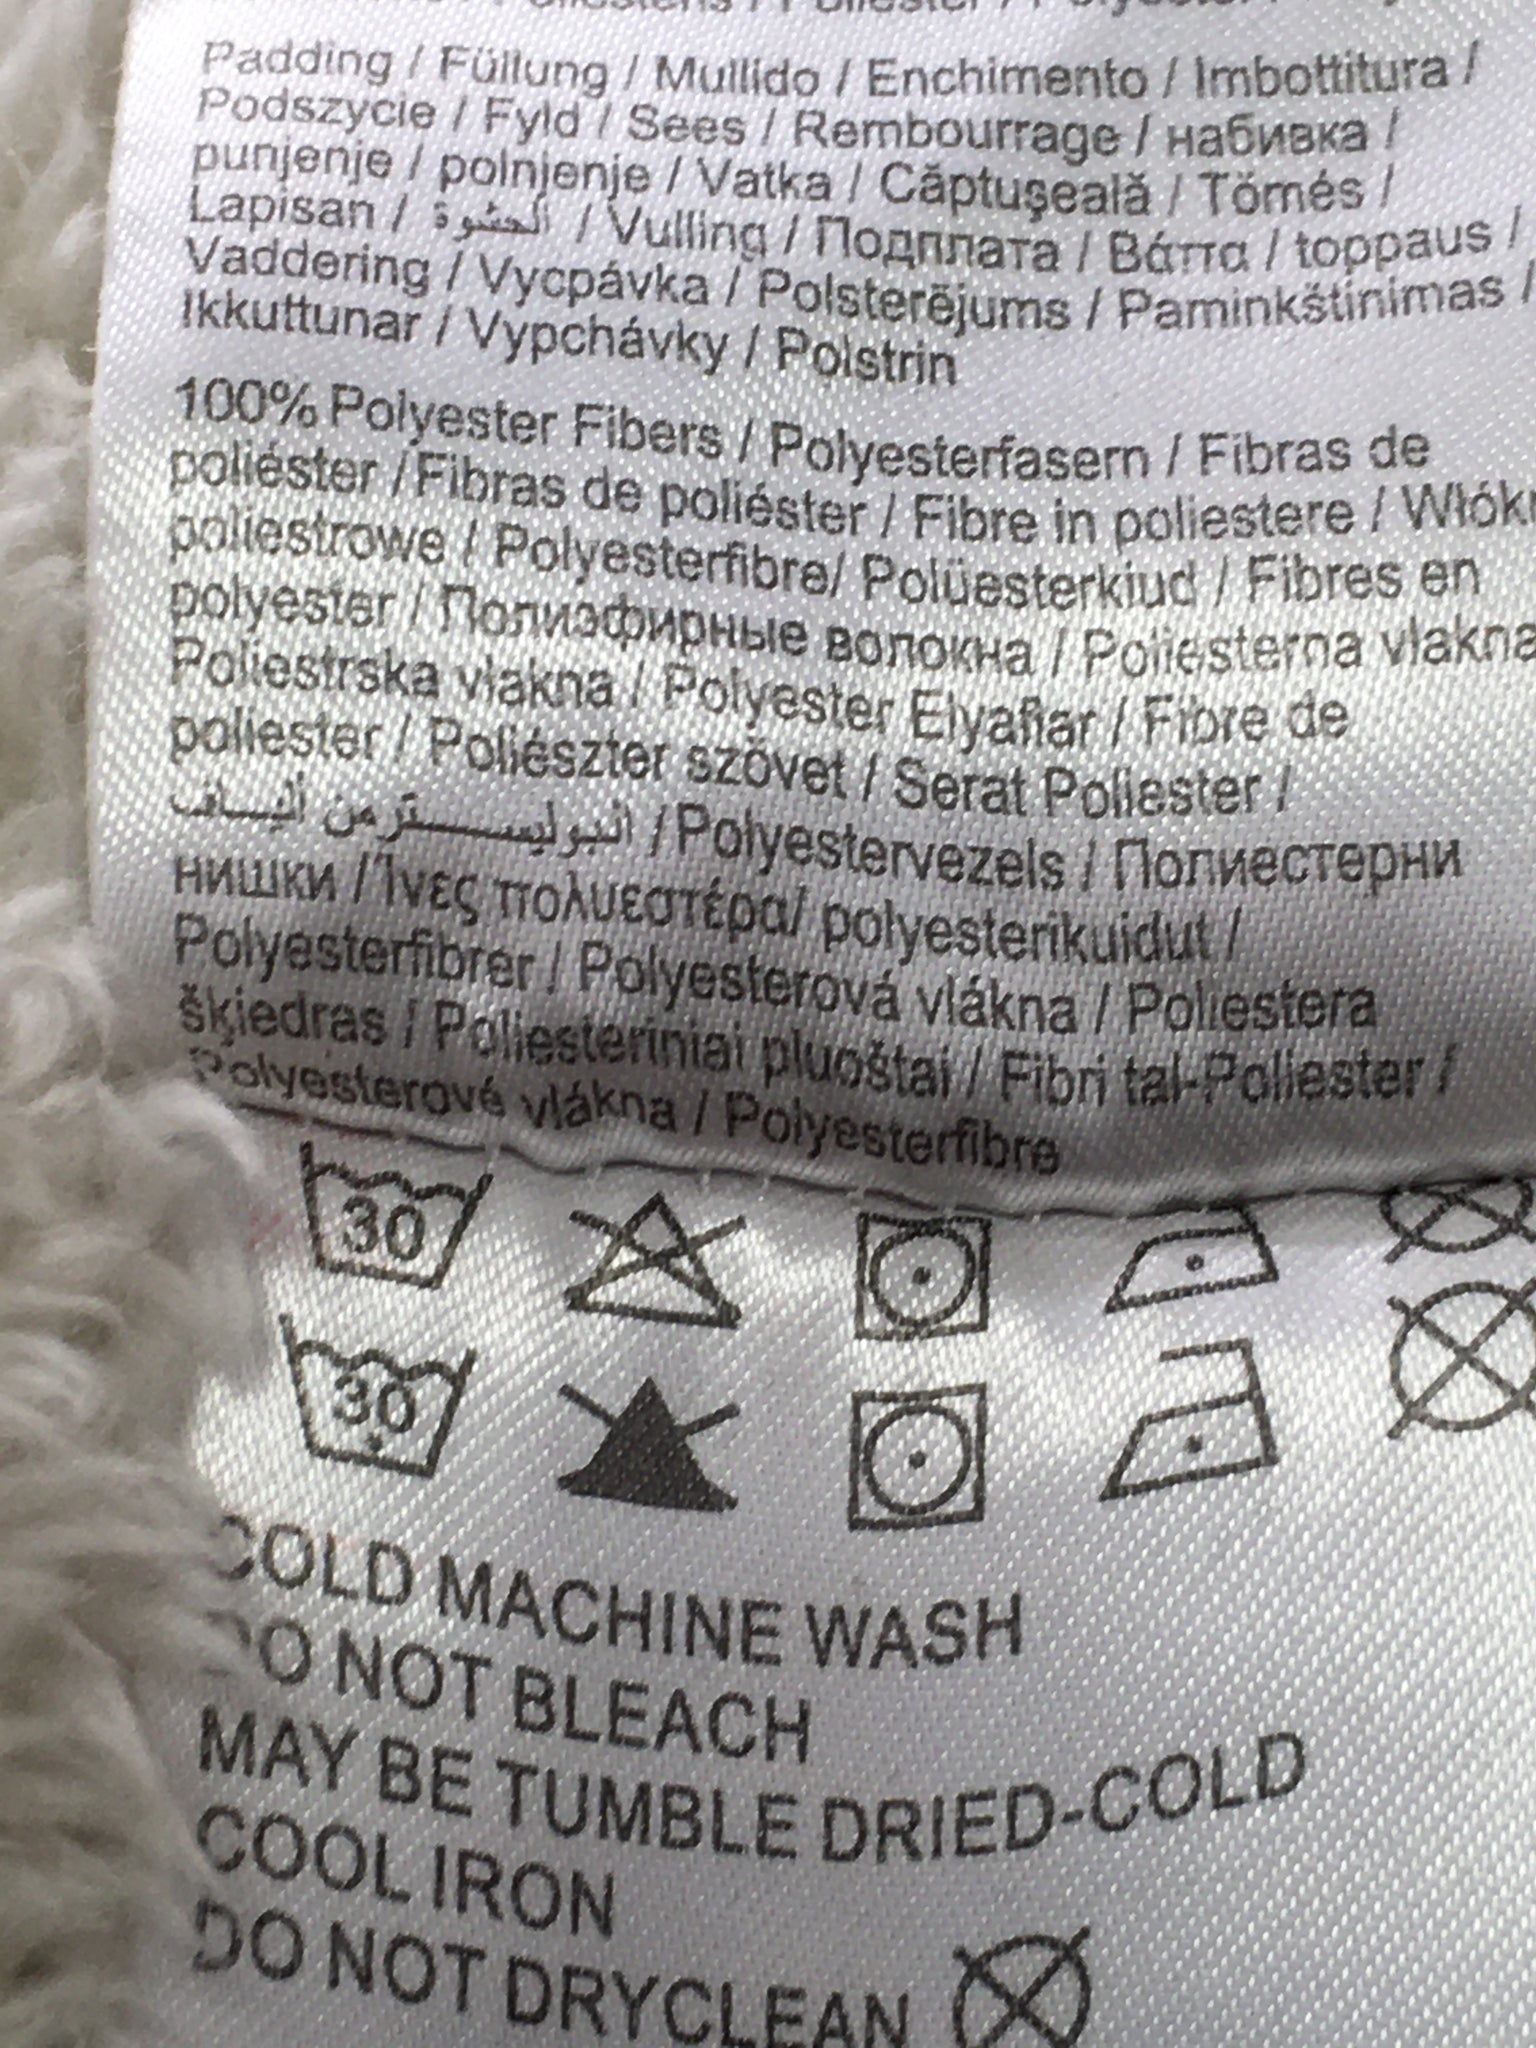 Padding / Füllung / Mullido / Enchimento / Imbottitura /
Podszycie / Fyld / Sees / Rembourrage / набивка /
punjenje / polnjenje / Vatka / Căptuşeală / Tömés /
Lapisan / الحشوة / Vulling / Подплата / Βάττα / toppaus /
Vaddering / Vycpávka / Polsterējums / Paminkštinimas /
Ikkuttunar / Vypchávky / Polstrin
100% Polyester Fibers / Polyesterfasern / Fibras de
poliéster / Fibras de poliéster / Fibre in poliestere /
poliestrowe / Polyesterfibre/ Polüesterkiud / Fibres en
polyester / Полиэфирные волокна / Poliesterna vlakna
Poliestrska vlakna / Polyester Elyaflar / Fibre de
poliester / Poliészter szövet / Serat Poliester /
البوليسترمن ألياف / Polyestervezels / Полиестерни
нишки / Ίνες πολυεστέρα/ polyesterikuidut /
Polyesterfibrer / Polyesterová vlákna / Poliestera
šķiedras / Poliesteriniai pluoštai / Fibri tal-Poliester /
Polyesterové vlákna / Polyesterfibre
30
30
COLD MACHINE WASH
DO NOT BLEACH
MAY BE TUMBLE DRIED-COLD
COOL IRON
DO NOT DRYCLEAN